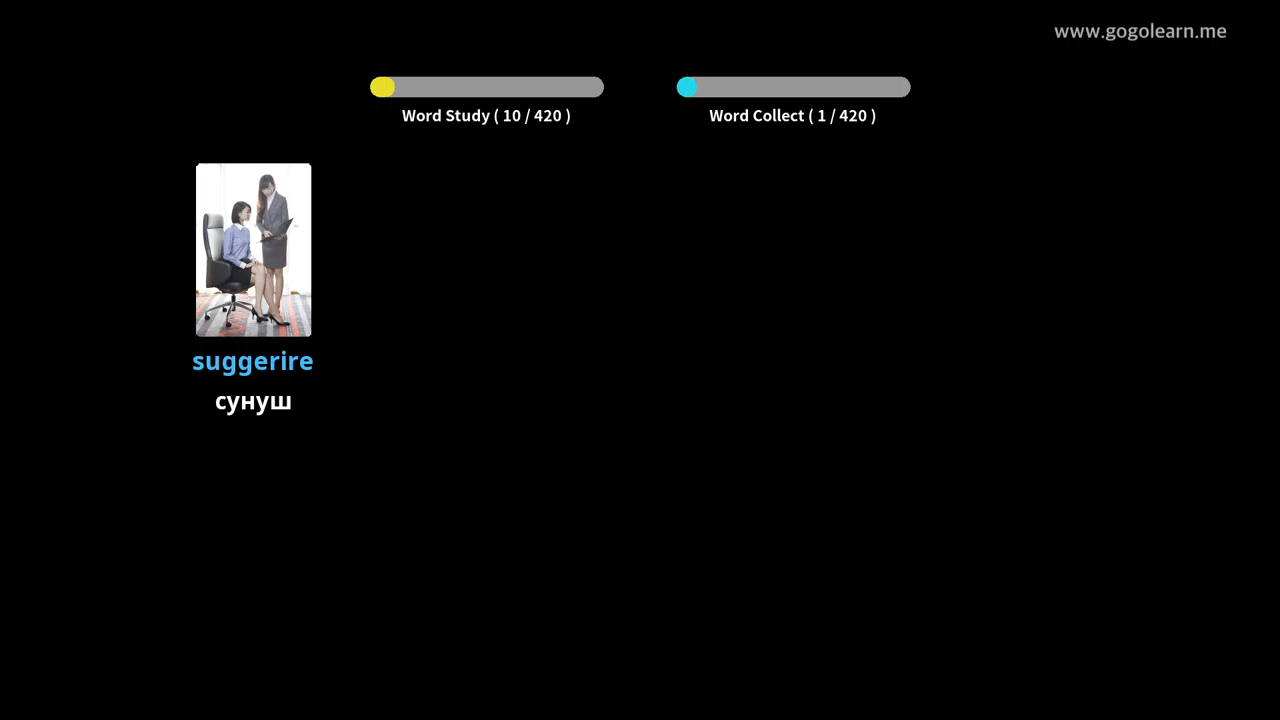 www.gogolearn.me
Word Study ( 10 / 420 )
Word Collect ( 1 / 420 )
suggerire
сунуш